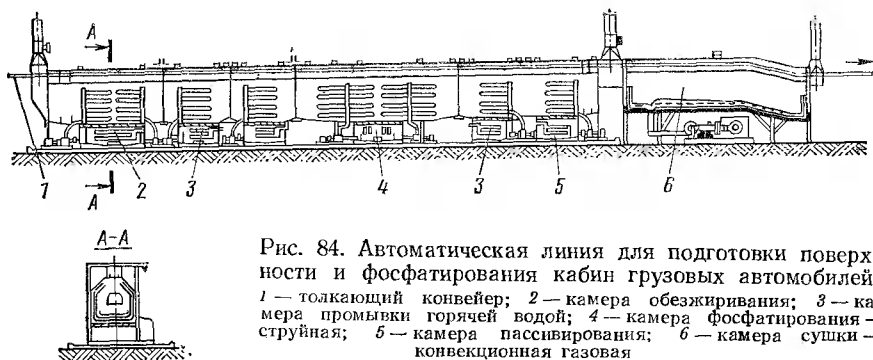 А
А
1
2
3
4
3
5
6
А-А
Рис. 84. Автоматическая линия для подготовки поверх
ности и фосфатирования кабин грузовых автомобилей
1 — толкающий конвейер; 2 — камера обезжиривания; 3 — ка
мера промывки горячей водой; 4 — камера фосфатирования –
струйная; 5 — камера пассивирования; 6 — камера сушки –
конвекционная газовая